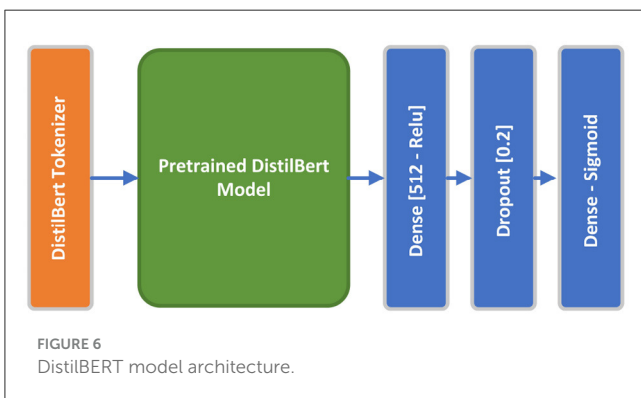 DistilBert Tokenizer
Pretrained DistilBert
Model
Dense [512 - Relu]
Dropout [0.2]
Dense - Sigmoid
FIGURE 6
DistilBERT model architecture.